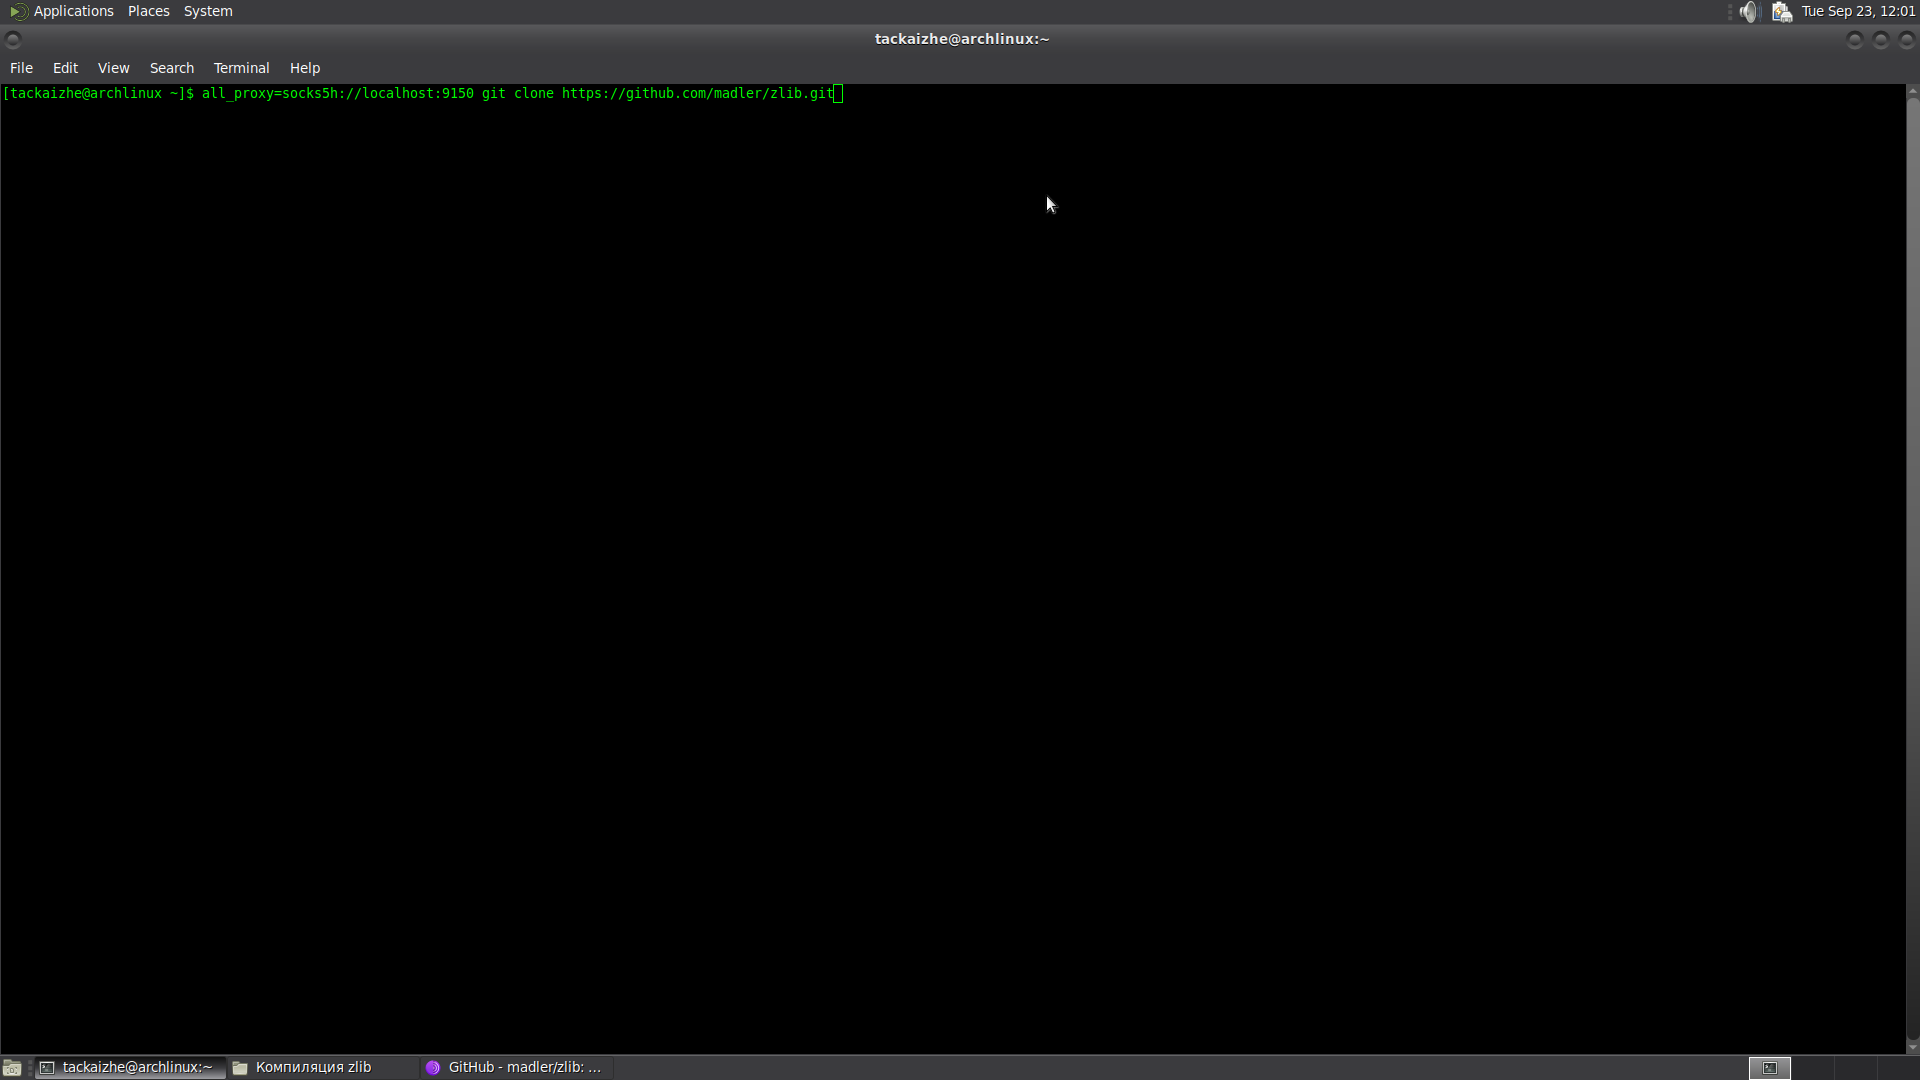 Applications Places System Tue Sep 23, 12:01
tackaizhe@archlinux:~
File Edit View Search Terminal Help
[tackaizhe@archlinux ~]$ all_proxy=socks5h://localhost:9150 git clone https://github.com/madler/zlib.git
tackaizhe@archlinux:~ Компиляция zlib GitHub - madler/zlib: ...